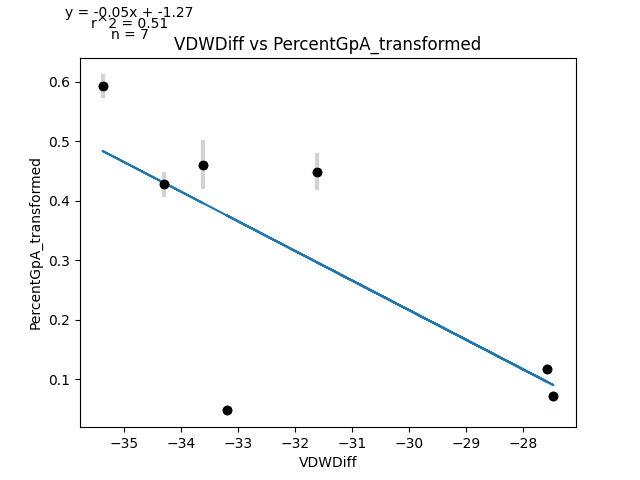 y = -0.05x + -1.27
r^2 = 0.51
n = 7
VDWDiff vs PercentGpA_transformed
0.6
0.5
0.4
0.3
0.2
0.1
PercentGpA_transformed
−35 −34 −33 −32 −31 −30 −29 −28
VDWDiff